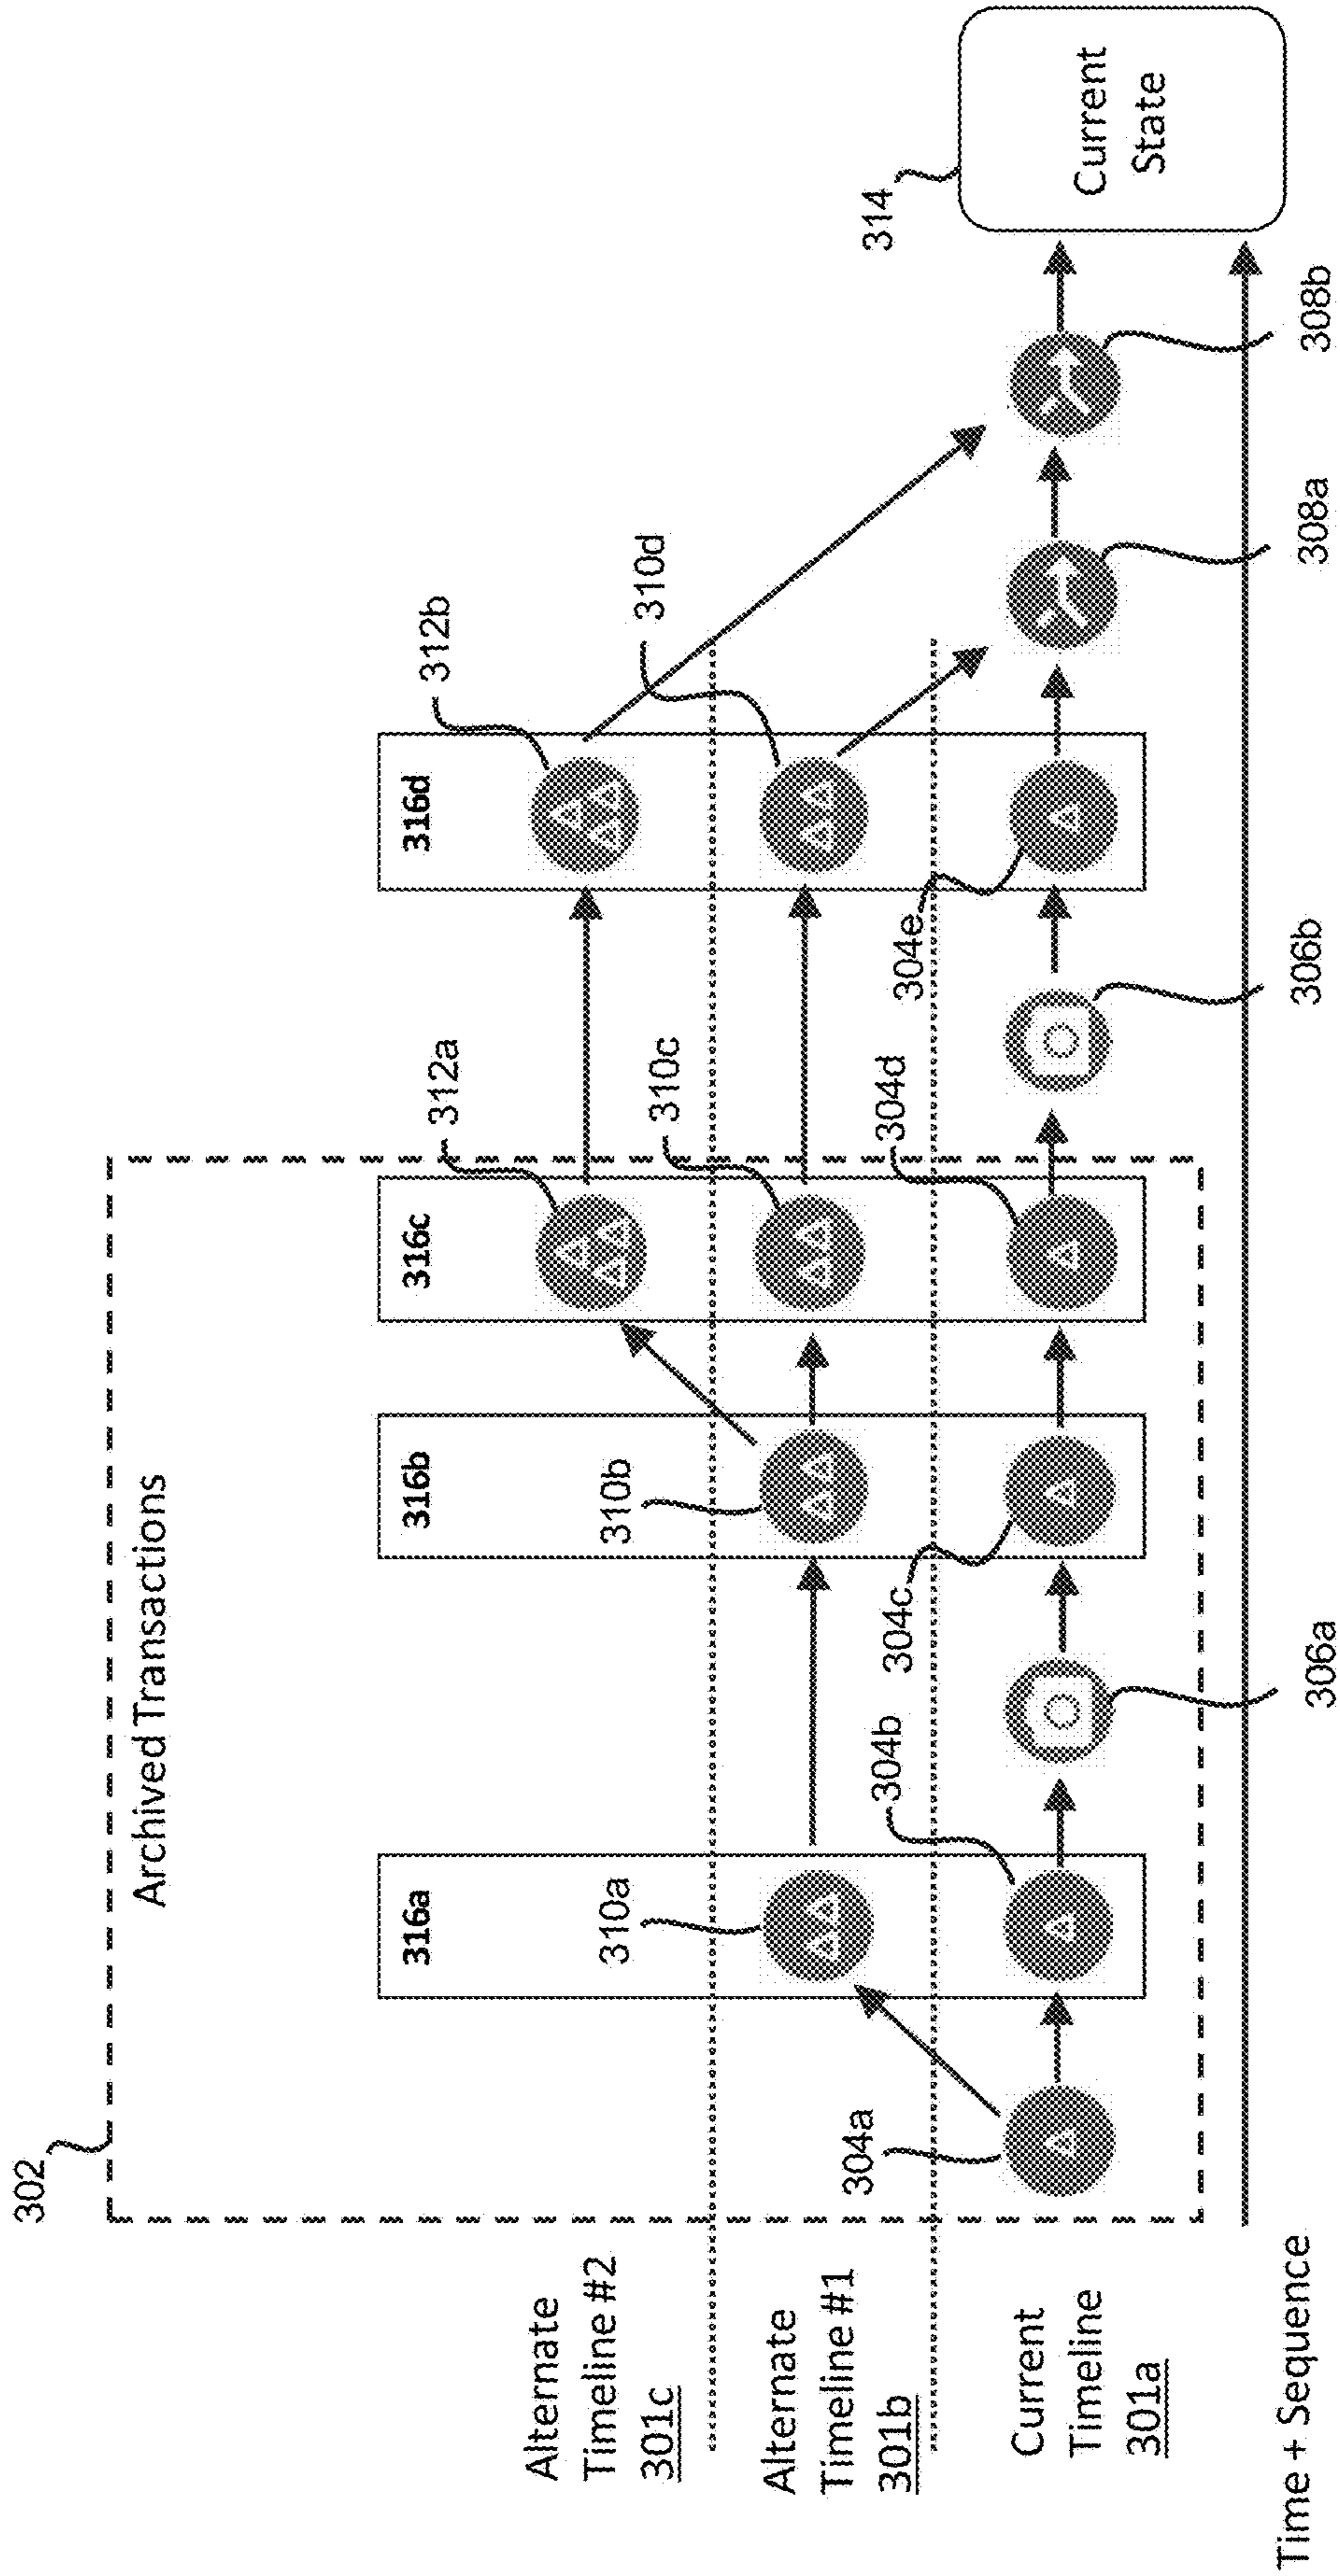 302
Archived Transactions
316a
316b
316c
316d
312a
312b
Alternate
Timeline #2
301c
310a
310b
310c
310d
Alternate
Timeline #1
301b
304a
304b
304c
304d
304e
314
Current
Timeline
301a
Current
State
Time + Sequence
306a
306b
308a
308b